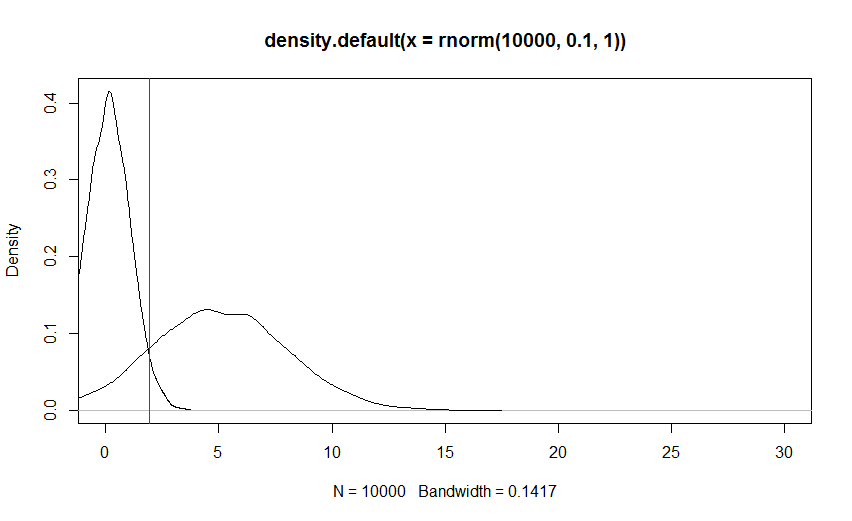 density.default(x = rnorm(10000, 0.1, 1))
Density
0.4
0.3
0.2
0.1
0.0
0 5 10 15 20 25 30
N = 10000 Bandwidth = 0.1417